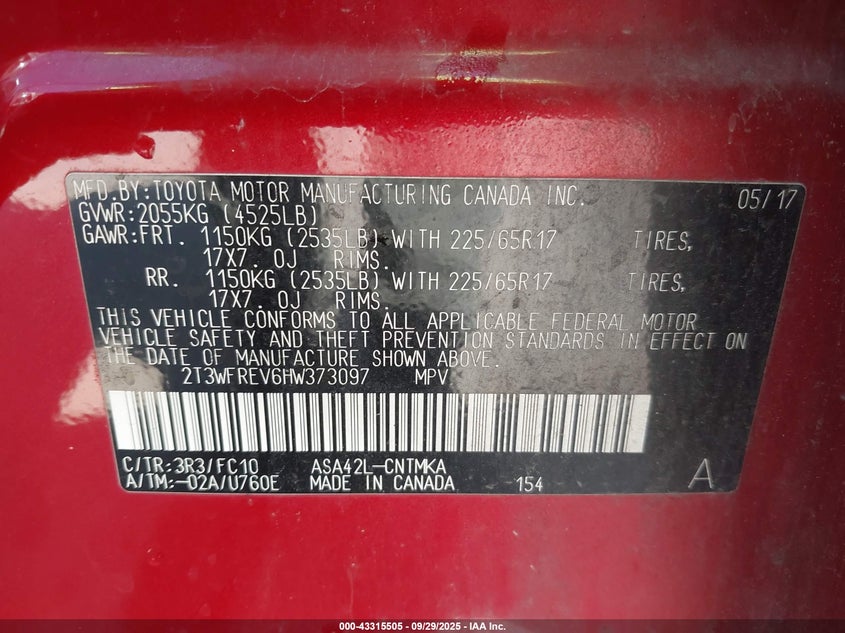 MFD.BY:TOYOTA MOTOR MANUFACTURING CANADA INC. 05/17
GVWR:2055KG (4525LB)
GAWR:FRT. 1150KG (2535LB) WITH 225/65R17 TIRES,
17X7. 0J RIMS.
RR. 1150KG (2535LB) WITH 225/65R17 TIRES,
17X7. 0J RIMS.
THIS VEHICLE CONFORMS TO ALL APPLICABLE FEDERAL MOTOR
VEHICLE SAFETY AND THEFT PREVENTION STANDARDS IN EFFECT ON
THE DATE OF MANUFACTURE SHOWN ABOVE.
2T3WFREV6HW373097 MPV
C/TR:3R3/FC10 ASA42L-CNTMKA
A/TM:-02A/U760E MADE IN CANADA 154 A
000-43315505 - 09/29/2025 - IAA Inc.